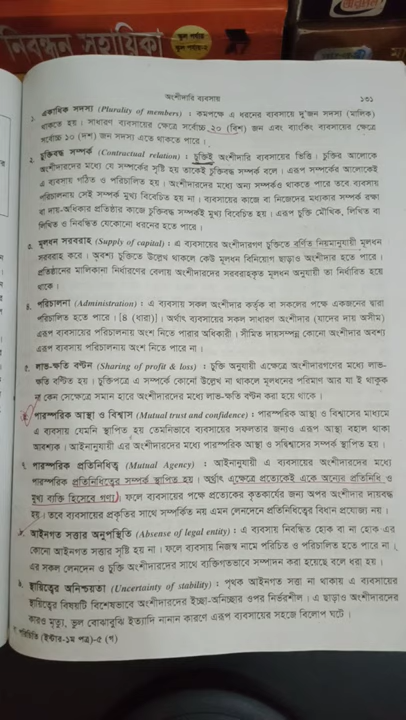 নিবন্ধন সহায়িকা
অংশীদারি ব্যবসায়
১৩১
১. একাধিক সদস্য (Plurality of members) : কমপক্ষে এ ধরনের ব্যবসায়ে দু'জন সদস্য (মালিক)
থাকতে হয়। সাধারণ ব্যবসায়ের ক্ষেত্রে সর্বোচ্চ ২০ (বিশ) জন এবং ব্যাংকিং ব্যবসায়ের ক্ষেত্রে
সর্বোচ্চ ১০ (দশ) জন সদস্য এতে থাকতে পারে।
২. চুক্তিবদ্ধ সম্পর্ক (Contractual relation) : চুক্তিই অংশীদারি ব্যবসায়ের ভিত্তি। চুক্তির আলোকে
অংশীদারদের মধ্যে যে সম্পর্কের সৃষ্টি হয় তাকেই চুক্তিবদ্ধ সম্পর্ক বলে। এরূপ সম্পর্কের আলোকেই
এ ব্যবসায় গঠিত ও পরিচালিত হয়। অংশীদারদের মধ্যে অন্য সম্পর্কও থাকতে পারে তবে ব্যবসায়
পরিচালনায় সেই সম্পর্ক মুখ্য বিবেচিত হয় না। ব্যবসায়ের কাজে বা নিজেদের মধ্যকার সম্পর্ক রক্ষা
বা দায়-অধিকার প্রতিষ্ঠার কাজে চুক্তিবদ্ধ সম্পর্কই মুখ্য বিবেচিত হয়। এরূপ চুক্তি মৌখিক, লিখিত বা
লিখিত ও নিবন্ধিত যেকোনো ধরনের হতে পারে।
৩. মূলধন সরবরাহ (Supply of capital) : এ ব্যবসায়ের অংশীদারগণ চুক্তিতে বর্ণিত নিয়মানুযায়ী মূলধন
সরবরাহ করে। অবশ্য চুক্তিতে উল্লেখ থাকলে কেউ মূলধন বিনিয়োগ ছাড়াও অংশীদার হতে পারে।
প্রতিষ্ঠানের মালিকানা নির্ধারণের বেলায় অংশীদারদের সরবরাহকৃত মূলধন অনুযায়ী তা নির্ধারিত হয়ে
থাকে।
৪. পরিচালনা (Administration) : এ ব্যবসায় সকল অংশীদার কর্তৃক বা সকলের পক্ষে একজনের দ্বারা
পরিচালিত হতে পারে। [৪ (ধারা)]। অর্থাৎ ব্যবসায়ের সকল সাধারণ অংশীদার (যাদের দায় অসীম)
এরূপ ব্যবসায়ের পরিচালনায় অংশ নিতে পারার অধিকারী। সীমিত দায়সম্পন্ন কোনো অংশীদার অবশ্য
এরূপ ব্যবসায় পরিচালনায় অংশ নিতে পারে না।
৫. লাভ-ক্ষতি বণ্টন (Sharing of profit & loss) : চুক্তি অনুযায়ী এক্ষেত্রে অংশীদারগণের মধ্যে লাভ-
ক্ষতি বণ্টিত হয়। চুক্তিপত্রে এ সম্পর্কে কোনো উল্লেখ না থাকলে মূলধনের পরিমাণ আর যা ই থাকুক
না কেন সেক্ষেত্রে সমান হারে অংশীদারদের মধ্যে লাভ-ক্ষতি বণ্টন করা হয়ে থাকে।
৬. পারস্পরিক আস্থা ও বিশ্বাস (Mutual trust and confidence) : পারস্পরিক আস্থা ও বিশ্বাসের মাধ্যমে
এ ব্যবসায় যেমনি স্থাপিত হয় তেমনিভাবে ব্যবসায়ের সফলতার জন্যও এরূপ আস্থা বহাল থাকা
আবশ্যক। আইনানুযায়ী এর অংশীদারদের মধ্যে পারস্পরিক আস্থা ও সদ্বিশ্বাসের সম্পর্ক স্থাপিত হয়।
৭. পারস্পরিক প্রতিনিধিত্ব (Mutual Agency) : আইনানুযায়ী এ ব্যবসায়ের অংশীদারদের মধ্যে
পারস্পরিক প্রতিনিধিত্বের সম্পর্ক স্থাপিত হয়। অর্থাৎ এক্ষেত্রে প্রত্যেকেই একে অন্যের প্রতিনিধি ও
মুখ্য ব্যক্তি হিসেবে গণ্য। ফলে ব্যবসায়ের পক্ষে প্রত্যেকের কৃতকার্যের জন্য অপর অংশীদার দায়বদ্ধ
হয়। তবে ব্যবসায়ের প্রকৃতির সাথে সম্পর্কিত নয় এমন লেনদেনে প্রতিনিধিত্বের বিধান প্রযোজ্য নয়।
৮. আইনগত সত্তার অনুপস্থিতি (Absense of legal entity) : এ ব্যবসায় নিবন্ধিত হোক বা না হোক এর
কোনো আইনগত সত্তার সৃষ্টি হয় না। ফলে ব্যবসায় নিজস্ব নামে পরিচিত ও পরিচালিত হতে পারে না।
এর সকল লেনদেন ও চুক্তি অংশীদারদের সাথে ব্যক্তিগতভাবে সম্পাদন করা হয়েছে বলে ধরা হয়।
৯. স্থায়িত্বের অনিশ্চয়তা (Uncertainty of stability) : পৃথক আইনগত সত্তা না থাকায় এ ব্যবসায়ের
স্থায়িত্বের বিষয়টি বিশেষভাবে অংশীদারদের ইচ্ছা-অনিচ্ছার ওপর নির্ভরশীল। এ ছাড়াও অংশীদারদের
কারও মৃত্যু, ভুল বোঝাবুঝি ইত্যাদি নানান কারণে এরূপ ব্যবসায়ের সহজে বিলোপ ঘটে।
পরিচিতি (ইন্টার-১ম পত্র)-৫ (গ)